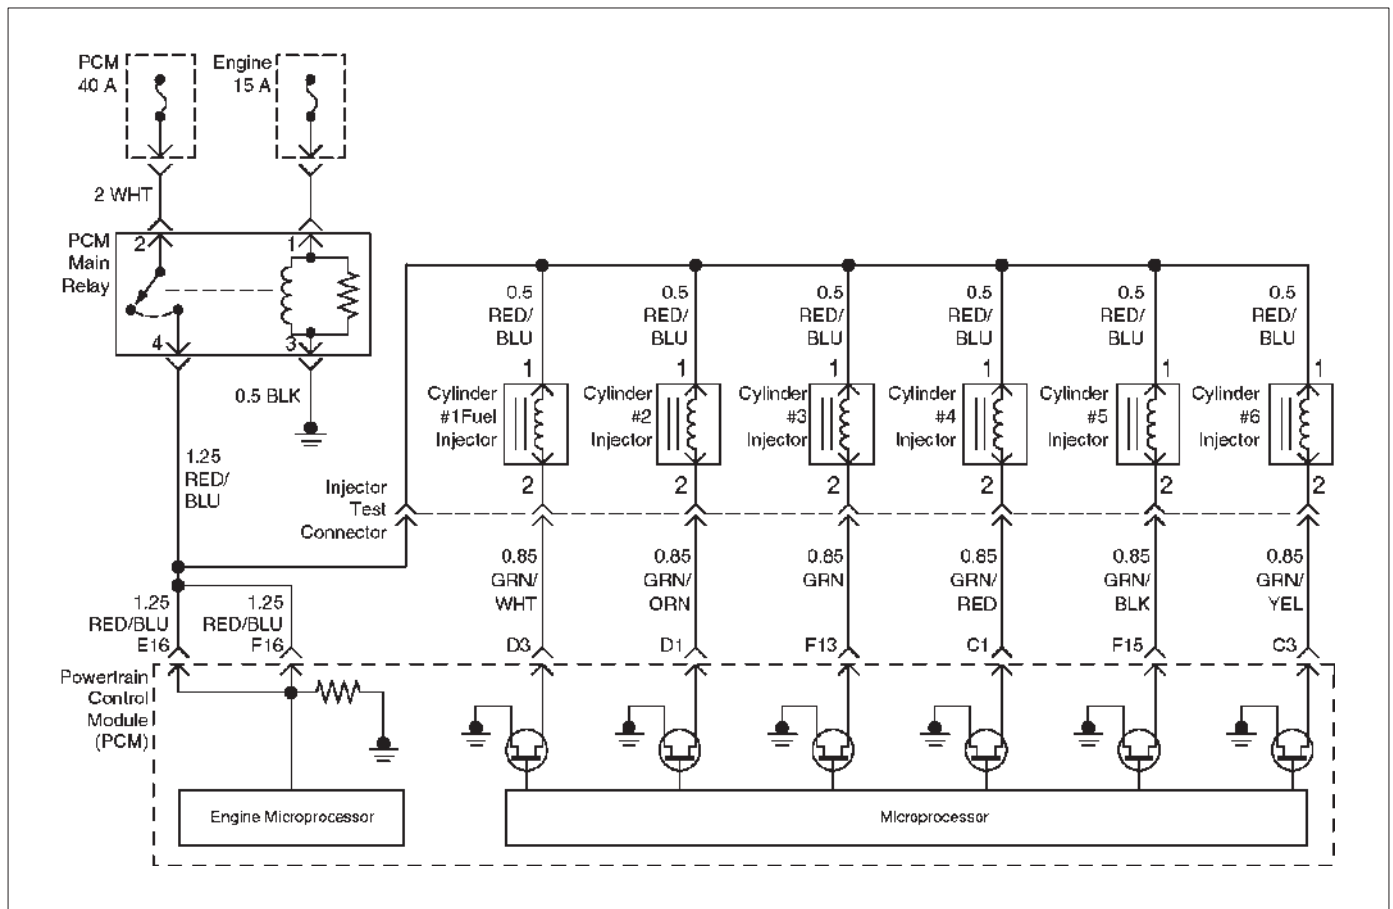 PCM
40 A
Engine
15 A
2 WHT
PCM
Main
Relay
2
1
4
3
0.5 BLK
1.25
RED/
BLU
0.5
RED/
BLU
0.5
RED/
BLU
0.5
RED/
BLU
0.5
RED/
BLU
0.5
RED/
BLU
0.5
RED/
BLU
1
1
1
1
1
1
Cylinder
#1Fuel
Injector
Cylinder
#2
Injector
Cylinder
#3
Injector
Cylinder
#4
Injector
Cylinder
#5
Injector
Cylinder
#6
Injector
2
2
2
2
2
2
Injector
Test
Connector
0.85
GRN/
WHT
0.85
GRN/
ORN
0.85
GRN
0.85
GRN/
RED
0.85
GRN/
BLK
0.85
GRN/
YEL
1.25
RED/BLU
E16
1.25
RED/BLU
F16
D3
D1
F13
C1
F15
C3
Powertrain
Control
Module
(PCM)
Engine Microprocessor
Microprocessor